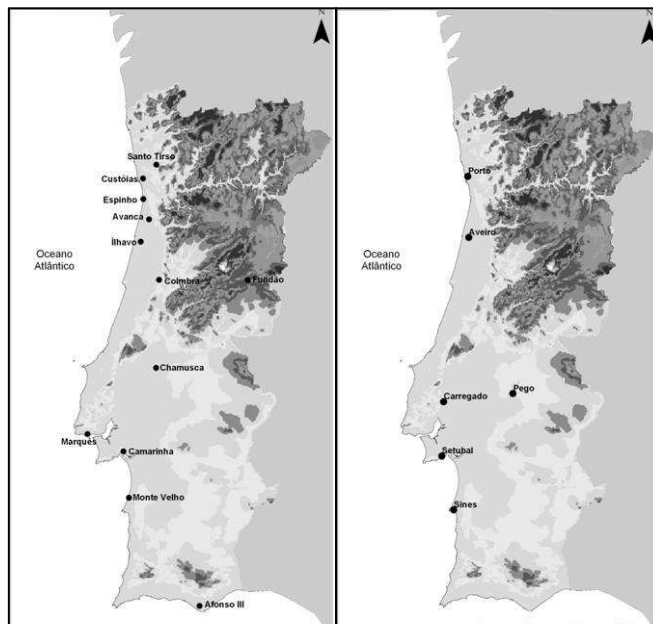 N
Santo Tirso
Custóias
Espinho
Avanca
Ílhavo
Oceano
Atlântico
Coimbra
Fundão
Chamusca
Marquês
Camarinha
Monte Velho
Afonso III
N
Porto
Aveiro
Oceano
Atlântico
Pego
Carregado
Setubal
Sines